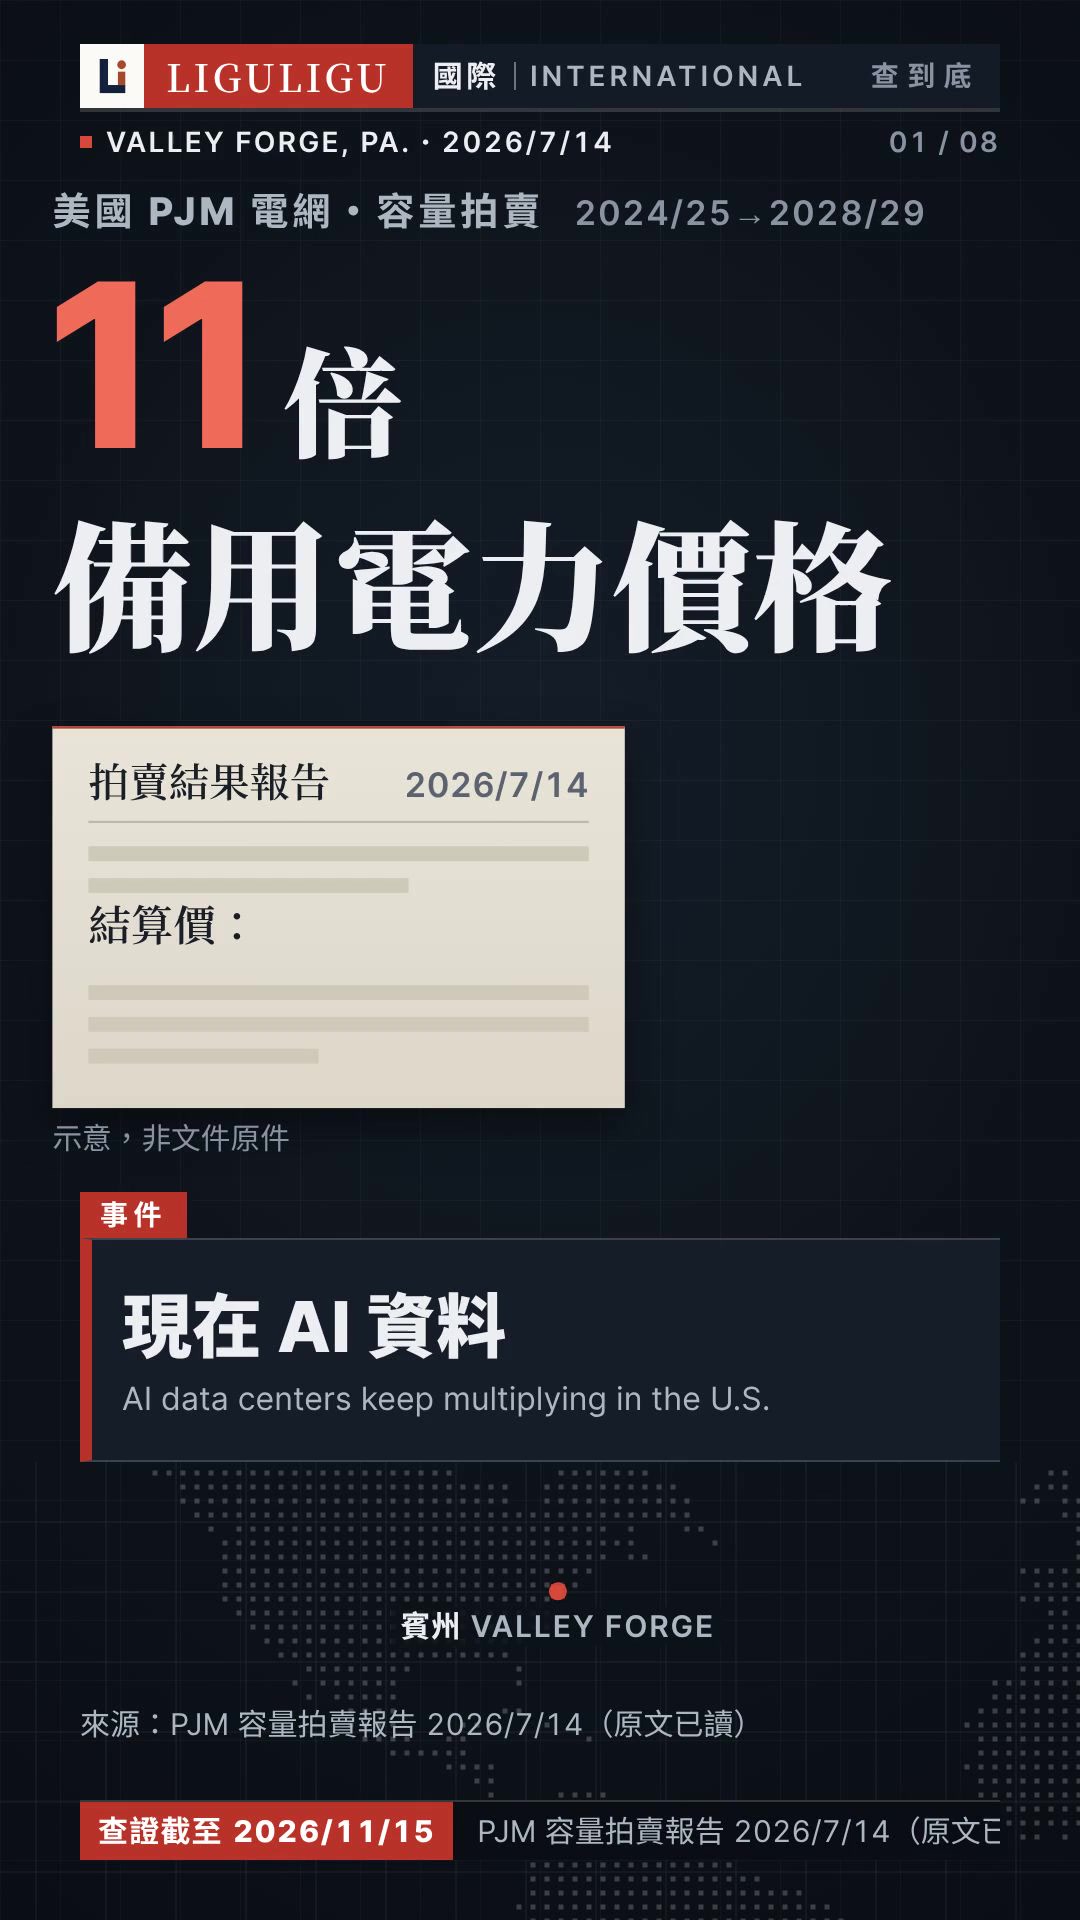 Li LIGULIGU 國際 | INTERNATIONAL 查到底
VALLEY FORGE, PA. · 2026/7/14 01 / 08
美國 PJM 電網・容量拍賣 2024/25→2028/29
11倍
備用電力價格
拍賣結果報告 2026/7/14
結算價：
示意，非文件原件
事件
現在 AI 資料
AI data centers keep multiplying in the U.S.
賓州 VALLEY FORGE
來源：PJM 容量拍賣報告 2026/7/14（原文已讀）
查證截至 2026/11/15 PJM 容量拍賣報告 2026/7/14（原文已